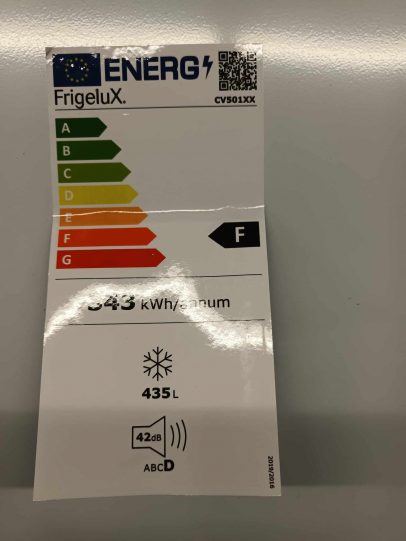 ENERG
FrigeluX.
CV501XX
A
B
C
D
E
F
F
G
kWh/annum
435 L
42dB
ABCD
2019/2016